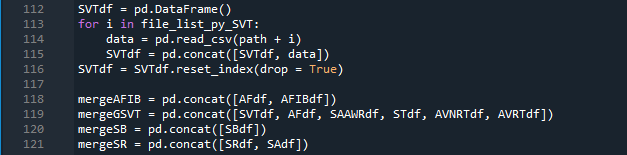 112 SVTdf = pd.DataFrame()
113 for i in file_list_py_SVT:
114     data = pd.read_csv(path + i)
115     SVTdf = pd.concat([SVTdf, data])
116 SVTdf = SVTdf.reset_index(drop = True)
117
118 mergeAFIB = pd.concat([AFdf, AFIBdf])
119 mergeGSVT = pd.concat([SVTdf, AFdf, SAAWRdf, STdf, AVNRTdf, AVRTdf])
120 mergeSB = pd.concat([SBdf])
121 mergeSR = pd.concat([SRdf, SAdf])